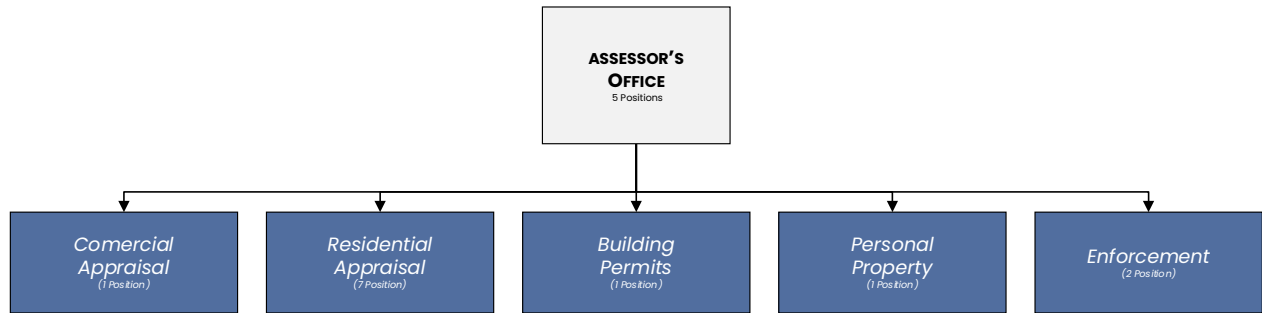 ASSESSOR'S
OFFICE
5 Positions
Comercial
Appraisal
(1 Position)
Residential
Appraisal
(7 Position)
Building
Permits
(1 Position)
Personal
Property
(1 Position)
Enforcement
(2 Position)